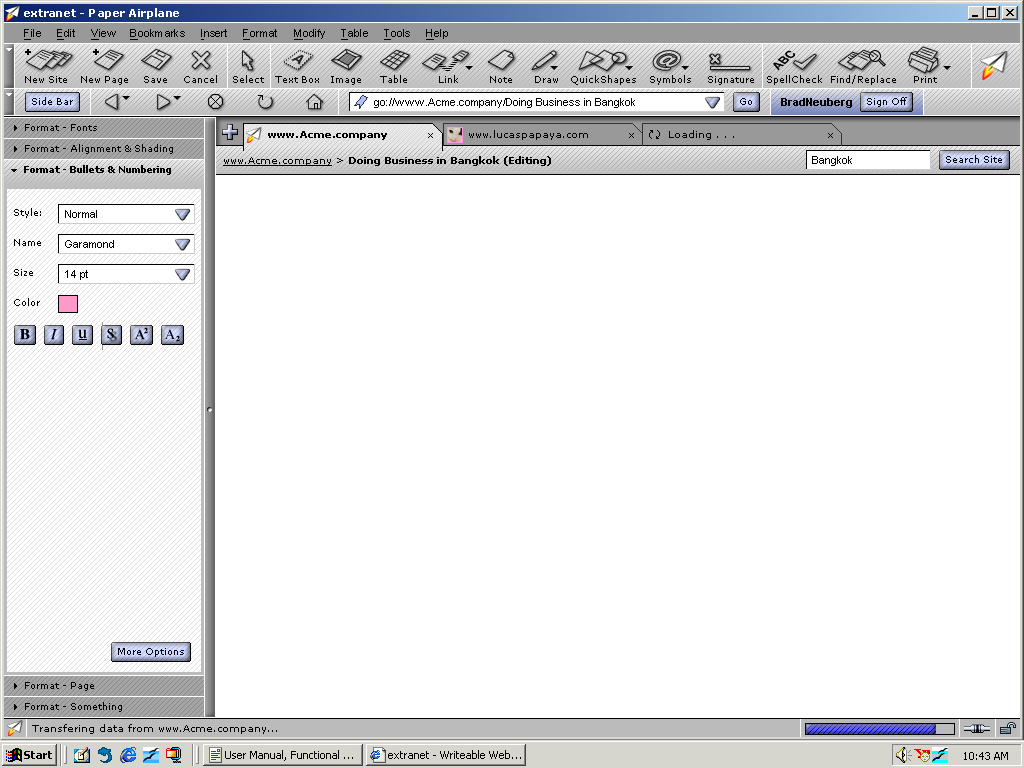 extranet - Paper Airplane
File Edit View Bookmarks Insert Format Modify Table Tools Help
New Site New Page Save Cancel Select Text Box Image Table Link Note Draw QuickShapes Symbols Signature ABC SpellCheck Find/Replace Print
Side Bar go://www.Acme.company/Doing Business in Bangkok Go BradNeuberg Sign Off
Format - Fonts
Format - Alignment & Shading
Format - Bullets & Numbering
www.Acme.company x www.lucaspapaya.com x Loading . . . x
www.Acme.company > Doing Business in Bangkok (Editing) Bangkok Search Site
Style: Normal
Name Garamond
Size 14 pt
Color
B I u S A2 A2
More Options
Format - Page
Format - Something
Transfering data from www.Acme.company...
Start User Manual, Functional ... extranet - Writeable Web... 10:43 AM